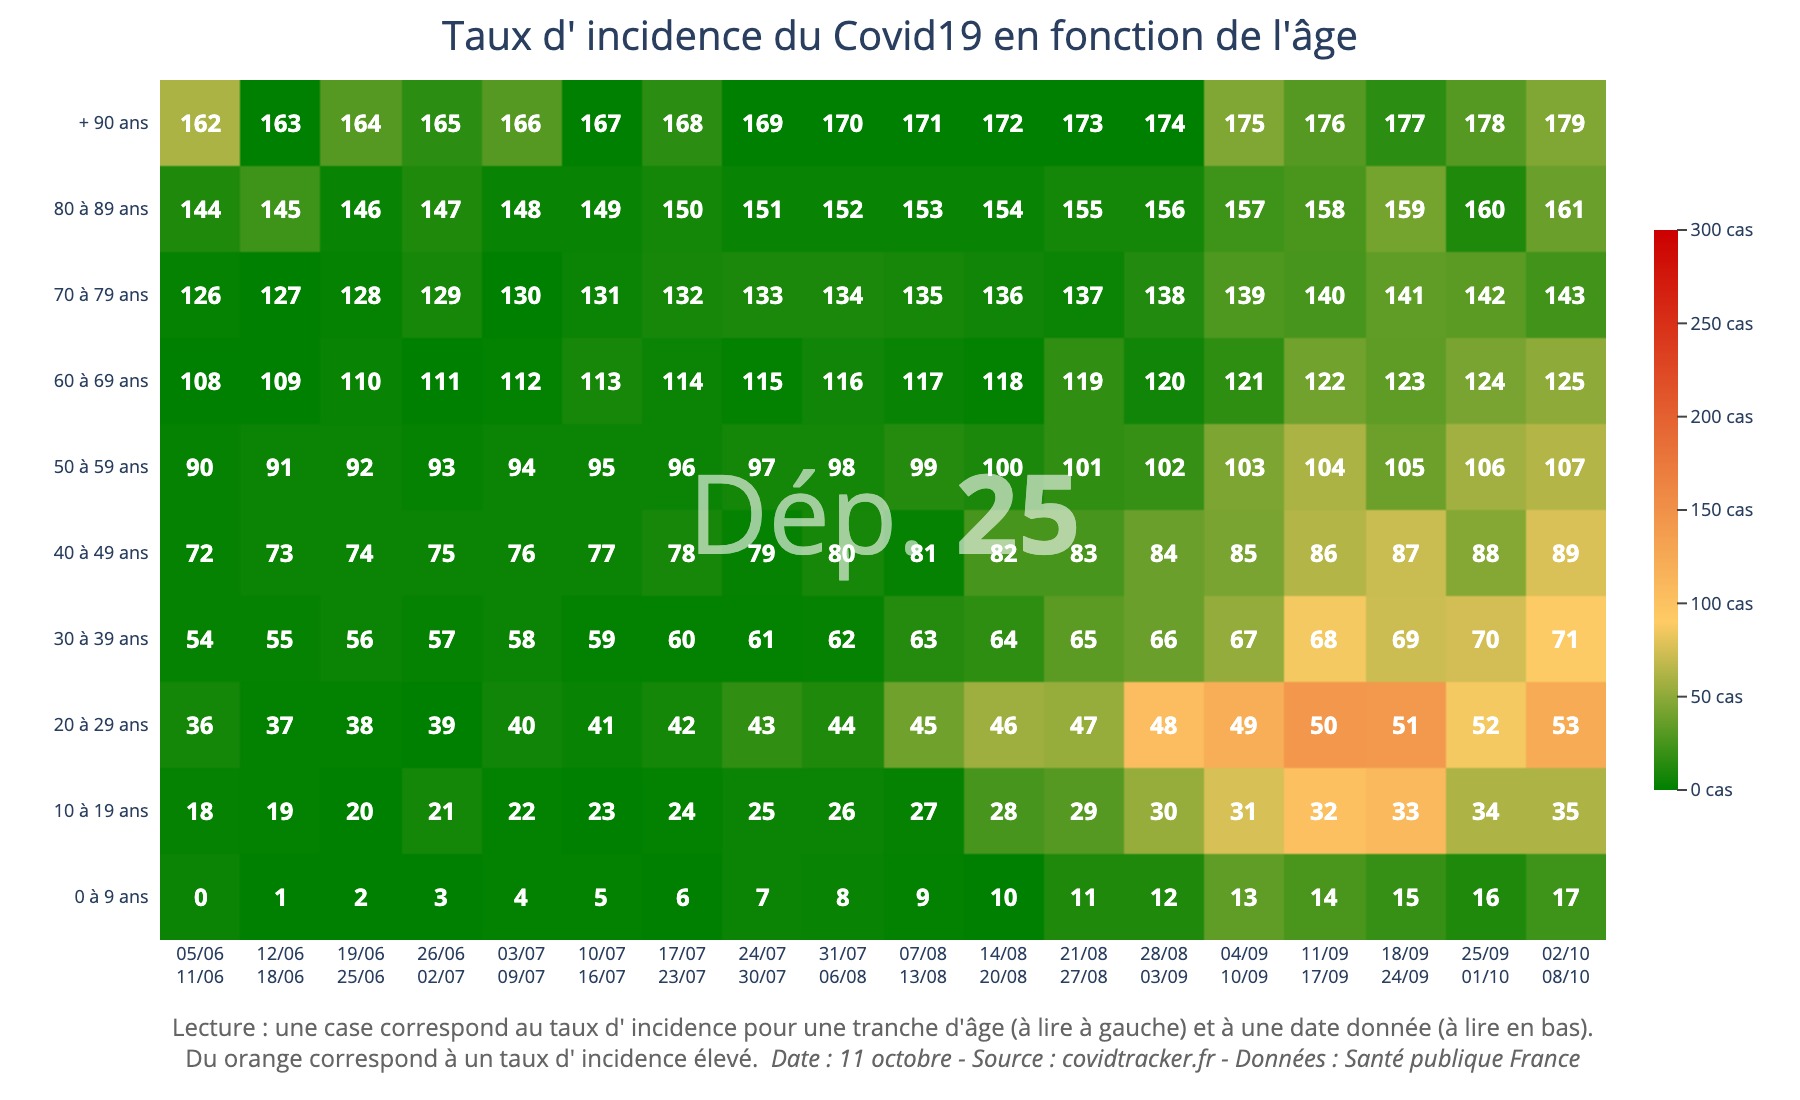 Taux d' incidence du Covid19 en fonction de l'âge
+ 90 ans 162 163 164 165 166 167 168 169 170 171 172 173 174 175 176 177 178 179
80 à 89 ans 144 145 146 147 148 149 150 151 152 153 154 155 156 157 158 159 160 161
70 à 79 ans 126 127 128 129 130 131 132 133 134 135 136 137 138 139 140 141 142 143
60 à 69 ans 108 109 110 111 112 113 114 115 116 117 118 119 120 121 122 123 124 125
50 à 59 ans 90 91 92 93 94 95 96 97 98 99 100 101 102 103 104 105 106 107
Dép. 25
40 à 49 ans 72 73 74 75 76 77 78 79 80 81 82 83 84 85 86 87 88 89
30 à 39 ans 54 55 56 57 58 59 60 61 62 63 64 65 66 67 68 69 70 71
20 à 29 ans 36 37 38 39 40 41 42 43 44 45 46 47 48 49 50 51 52 53
10 à 19 ans 18 19 20 21 22 23 24 25 26 27 28 29 30 31 32 33 34 35
0 à 9 ans 0 1 2 3 4 5 6 7 8 9 10 11 12 13 14 15 16 17
05/06 12/06 19/06 26/06 03/07 10/07 17/07 24/07 31/07 07/08 14/08 21/08 28/08 04/09 11/09 18/09 25/09 02/10
11/06 18/06 25/06 02/07 09/07 16/07 23/07 30/07 06/08 13/08 20/08 27/08 03/09 10/09 17/09 24/09 01/10 08/10
300 cas
250 cas
200 cas
150 cas
100 cas
50 cas
0 cas
Lecture : une case correspond au taux d' incidence pour une tranche d'âge (à lire à gauche) et à une date donnée (à lire en bas).
Du orange correspond à un taux d' incidence élevé. Date : 11 octobre - Source : covidtracker.fr - Données : Santé publique France